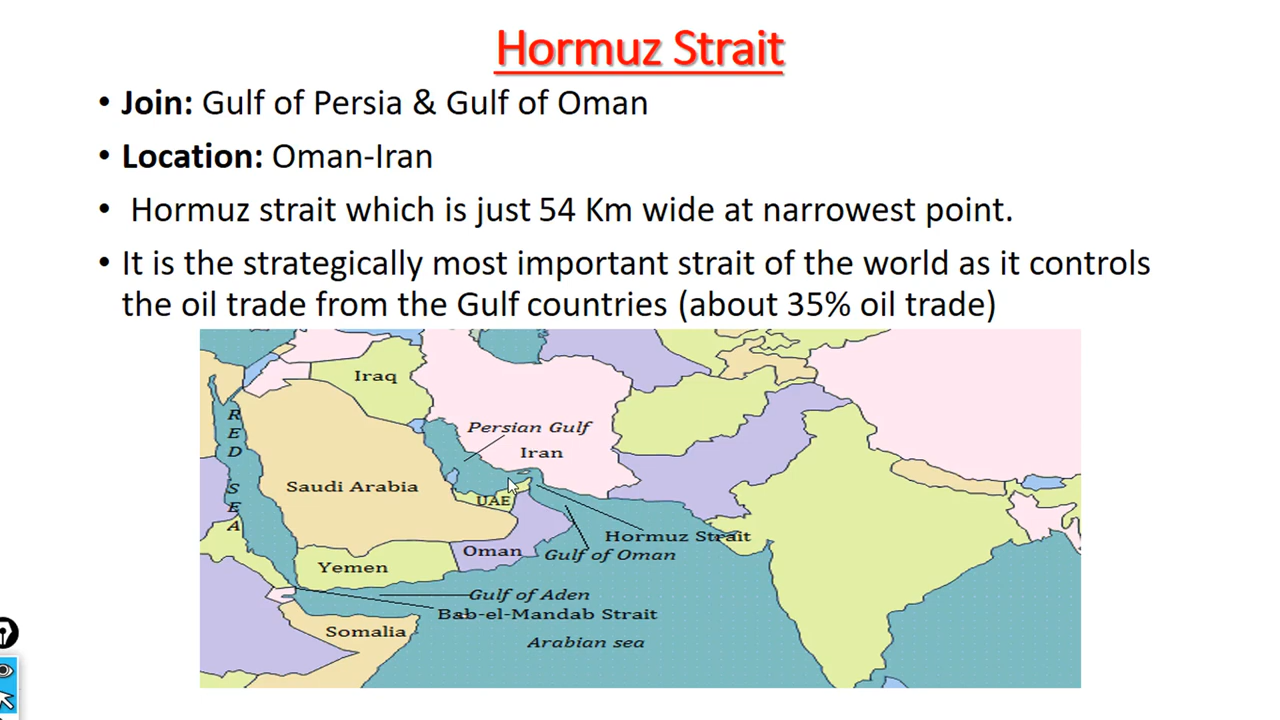 Hormuz Strait
• Join: Gulf of Persia & Gulf of Oman
• Location: Oman-Iran
• Hormuz strait which is just 54 Km wide at narrowest point.
• It is the strategically most important strait of the world as it controls
the oil trade from the Gulf countries (about 35% oil trade)
Iraq
RED SEA
Persian Gulf
Iran
Saudi Arabia
UAE
Hormuz Strait
Oman
Gulf of Oman
Yemen
Gulf of Aden
Bab-el-Mandab Strait
Somalia
Arabian sea